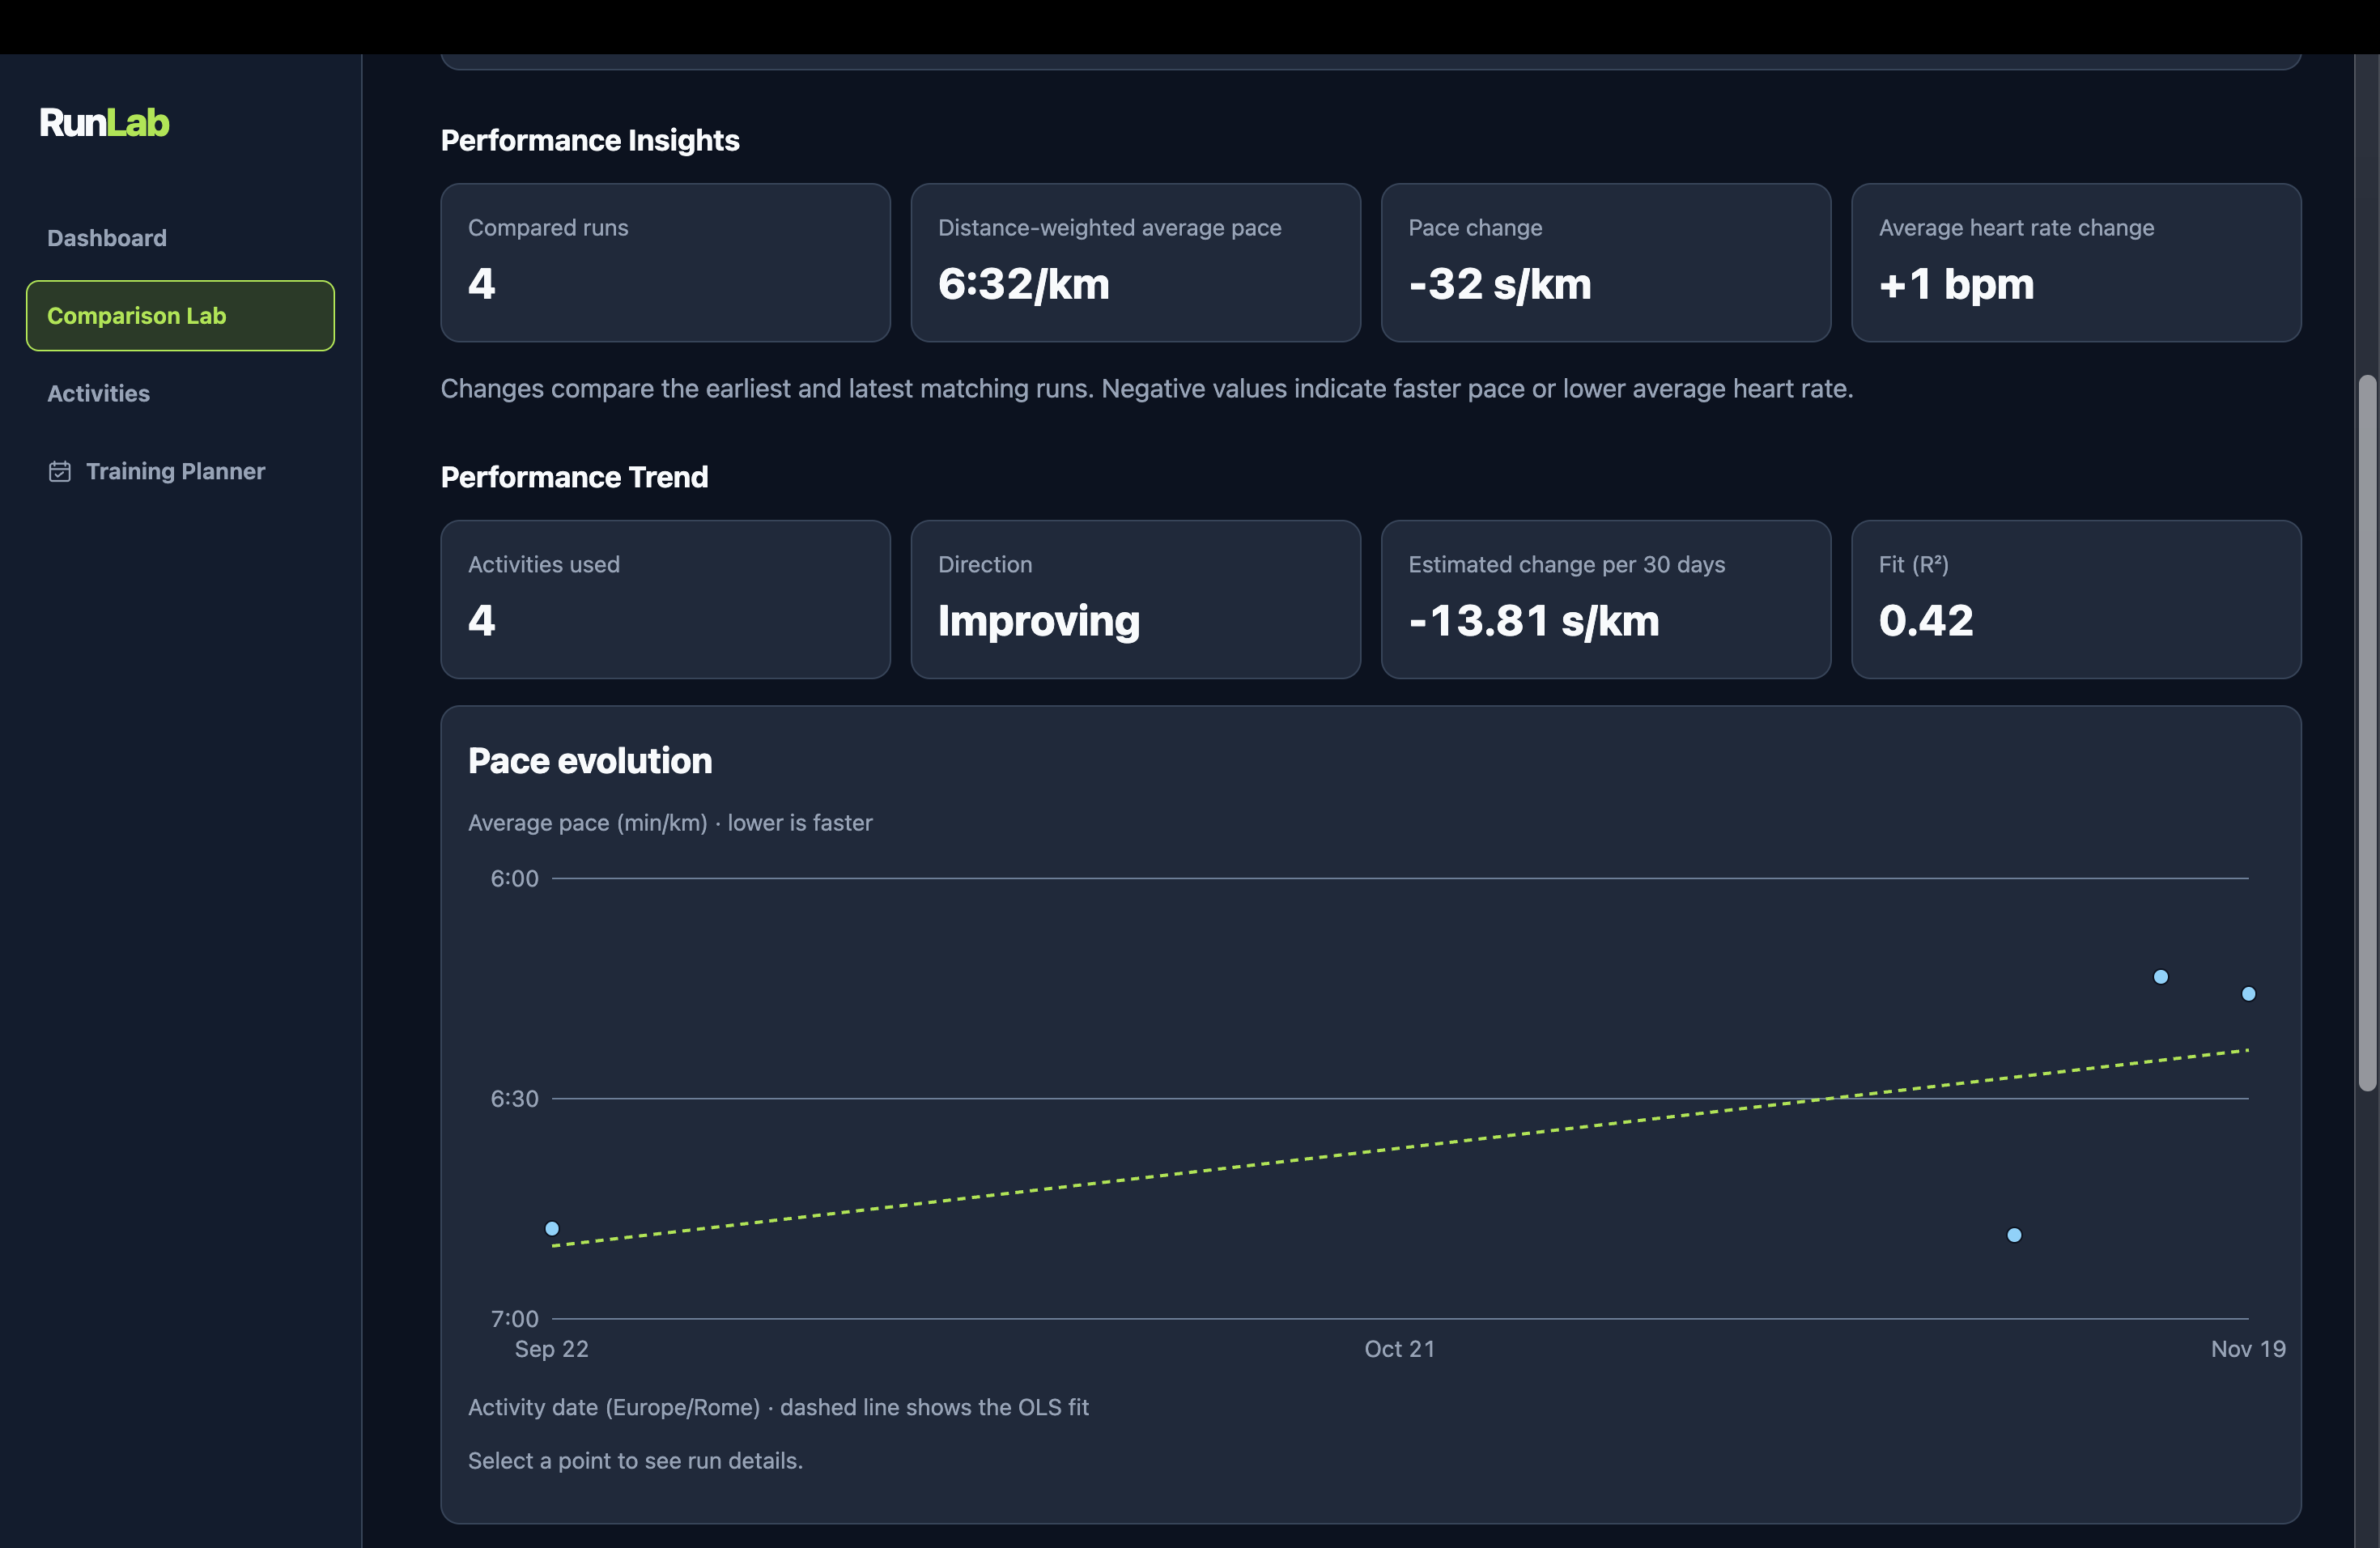 RunLab
Dashboard
Comparison Lab
Activities
Training Planner
Performance Insights
Compared runs
4
Distance-weighted average pace
6:32/km
Pace change
-32 s/km
Average heart rate change
+1 bpm
Changes compare the earliest and latest matching runs. Negative values indicate faster pace or lower average heart rate.
Performance Trend
Activities used
4
Direction
Improving
Estimated change per 30 days
-13.81 s/km
Fit (R²)
0.42
Pace evolution
Average pace (min/km) · lower is faster
6:00
6:30
7:00
Sep 22
Oct 21
Nov 19
Activity date (Europe/Rome) · dashed line shows the OLS fit
Select a point to see run details.